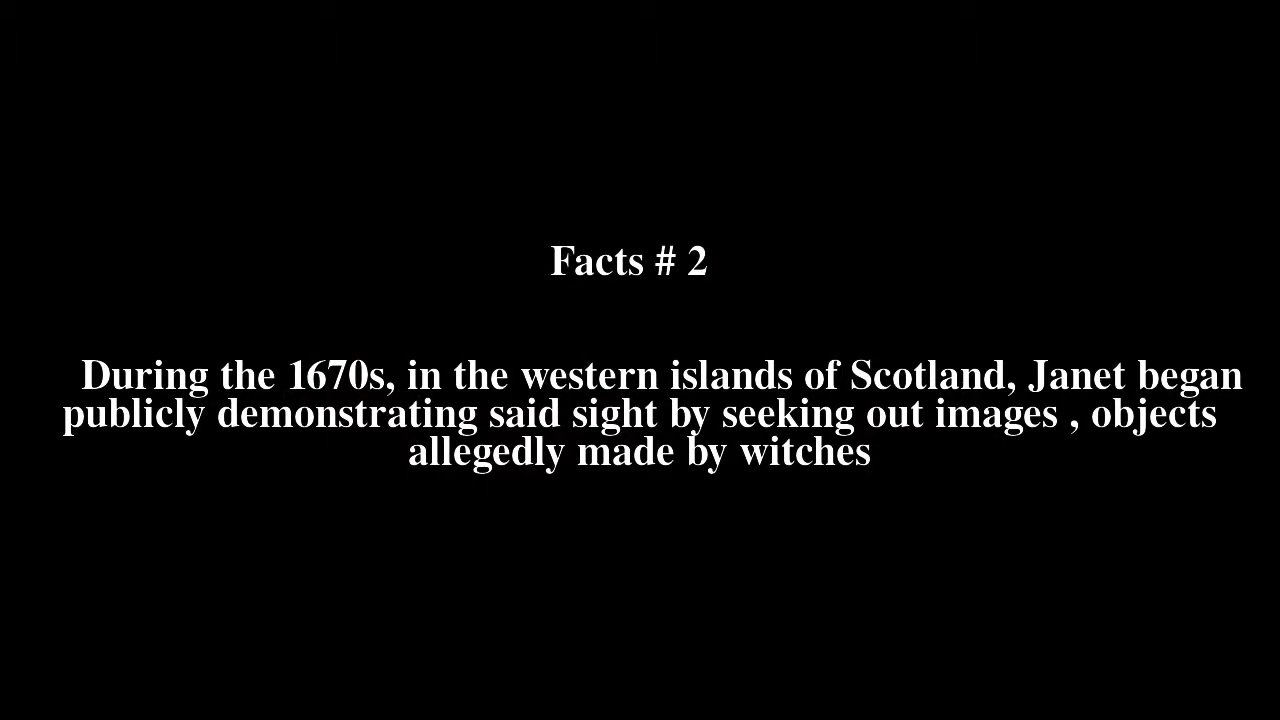 Facts # 2
During the 1670s, in the western islands of Scotland, Janet began
publicly demonstrating said sight by seeking out images , objects
allegedly made by witches